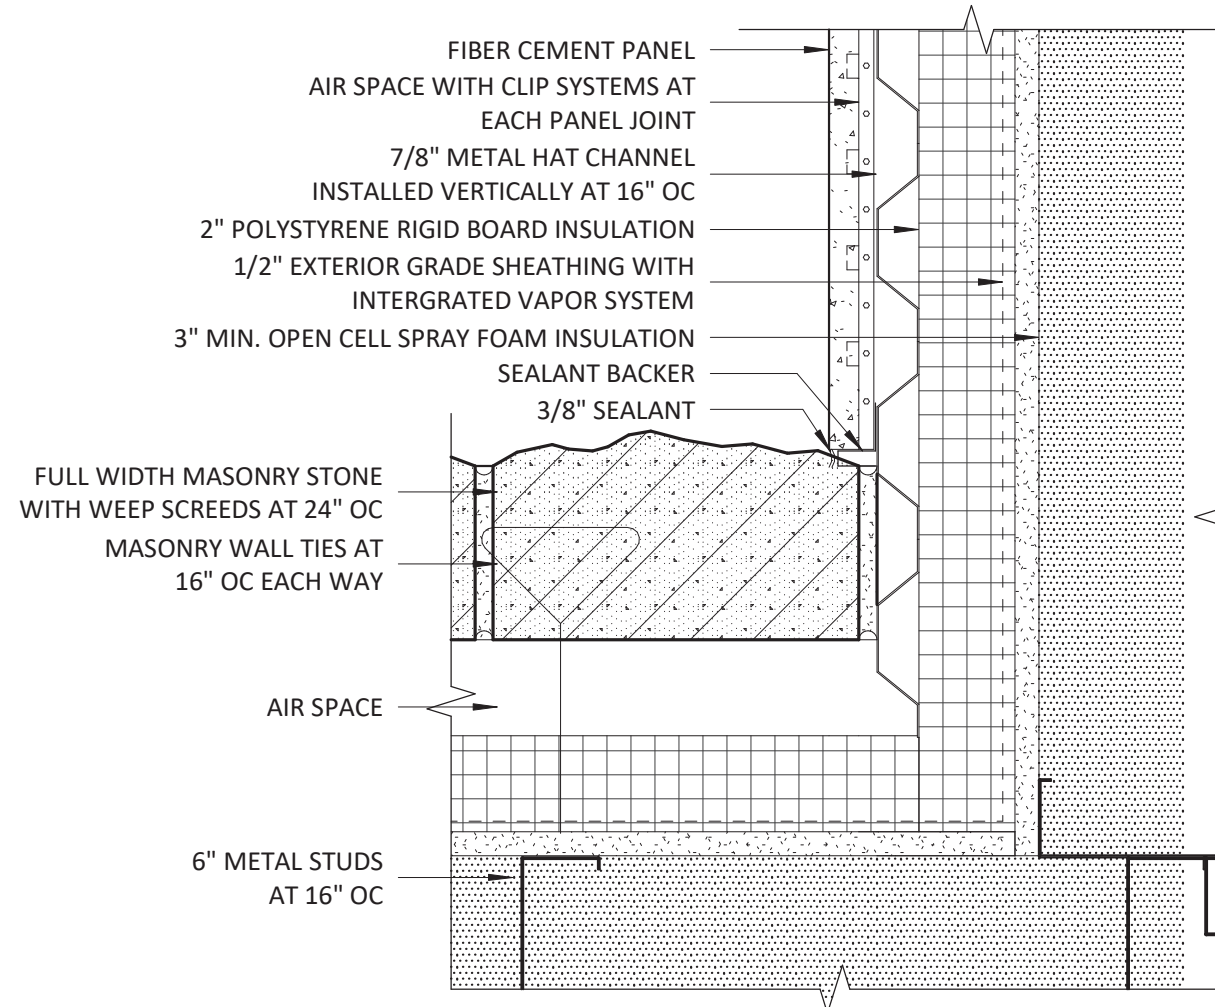 FIBER CEMENT PANEL
AIR SPACE WITH CLIP SYSTEMS AT
EACH PANEL JOINT
7/8" METAL HAT CHANNEL
INSTALLED VERTICALLY AT 16" OC
2" POLYSTYRENE RIGID BOARD INSULATION
1/2" EXTERIOR GRADE SHEATHING WITH
INTERGRATED VAPOR SYSTEM
3" MIN. OPEN CELL SPRAY FOAM INSULATION
SEALANT BACKER
3/8" SEALANT
FULL WIDTH MASONRY STONE
WITH WEEP SCREEDS AT 24" OC
MASONRY WALL TIES AT
16" OC EACH WAY
AIR SPACE
6" METAL STUDS
AT 16" OC